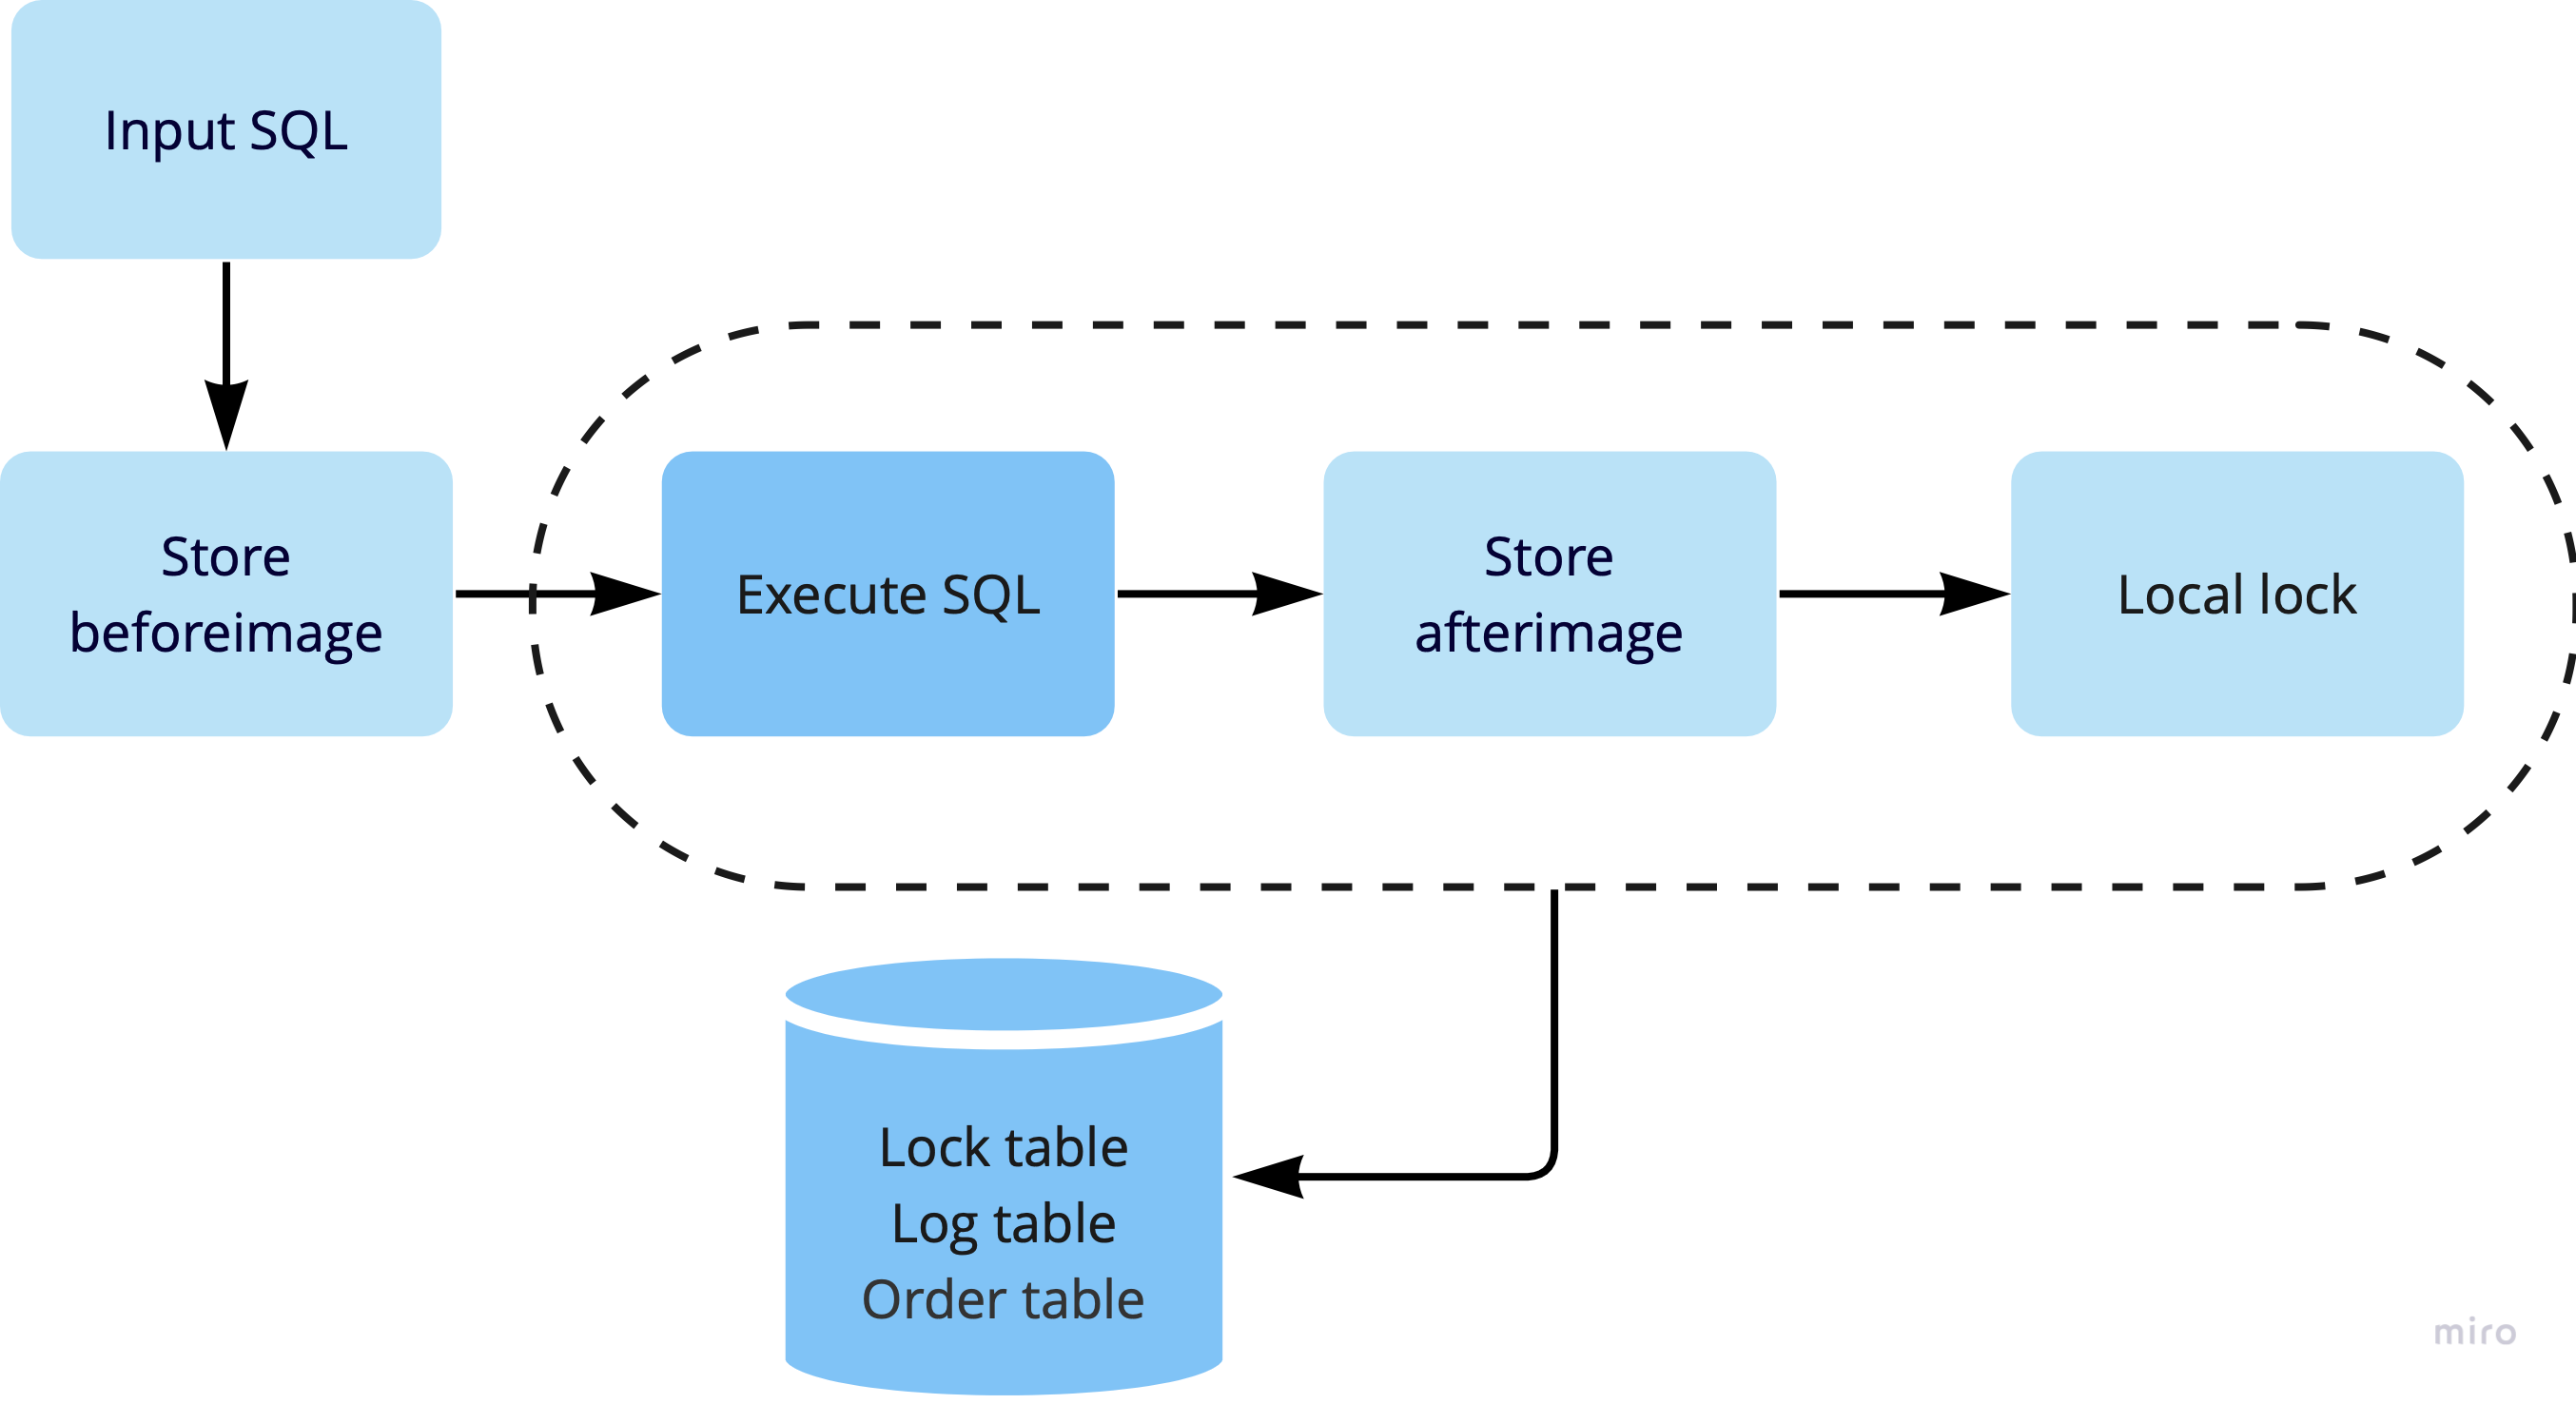 Input SQL
Store
beforeimage
Execute SQL
Store
afterimage
Local lock
Lock table
Log table
Order table
miro